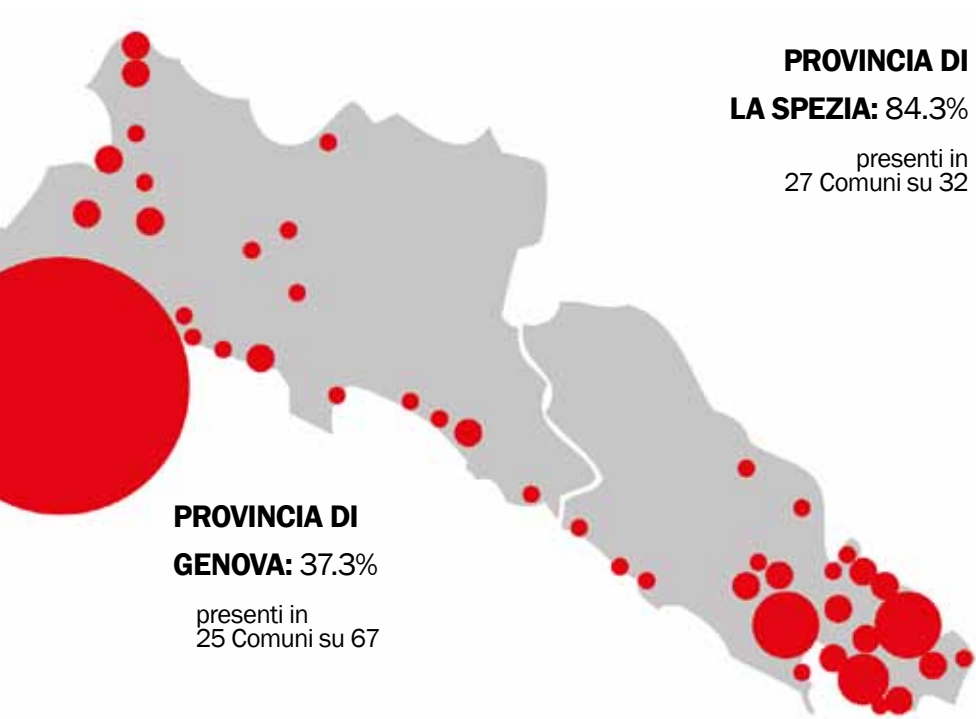 PROVINCIA DI
LA SPEZIA: 84.3%
presenti in
27 Comuni su 32
PROVINCIA DI
GENOVA: 37.3%
presenti in
25 Comuni su 67